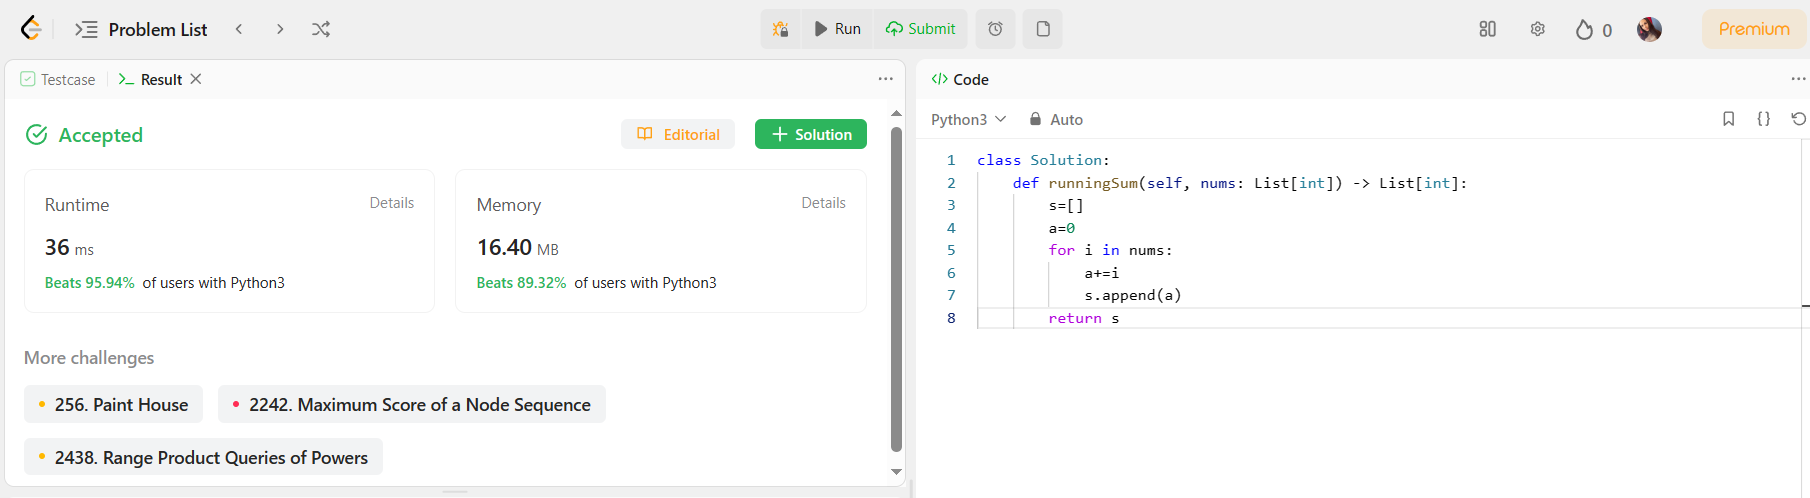 Problem List
Run
Submit
0
Premium
Testcase
Result
Accepted
Editorial
Solution
Runtime
Details
36 ms
Beats 95.94% of users with Python3
Memory
Details
16.40 MB
Beats 89.32% of users with Python3
More challenges
256. Paint House
2242. Maximum Score of a Node Sequence
2438. Range Product Queries of Powers
</> Code
Python3
Auto
{}
1 class Solution:
2 def runningSum(self, nums: List[int]) -> List[int]:
3 s=[]
4 a=0
5 for i in nums:
6 a+=i
7 s.append(a)
8 return s